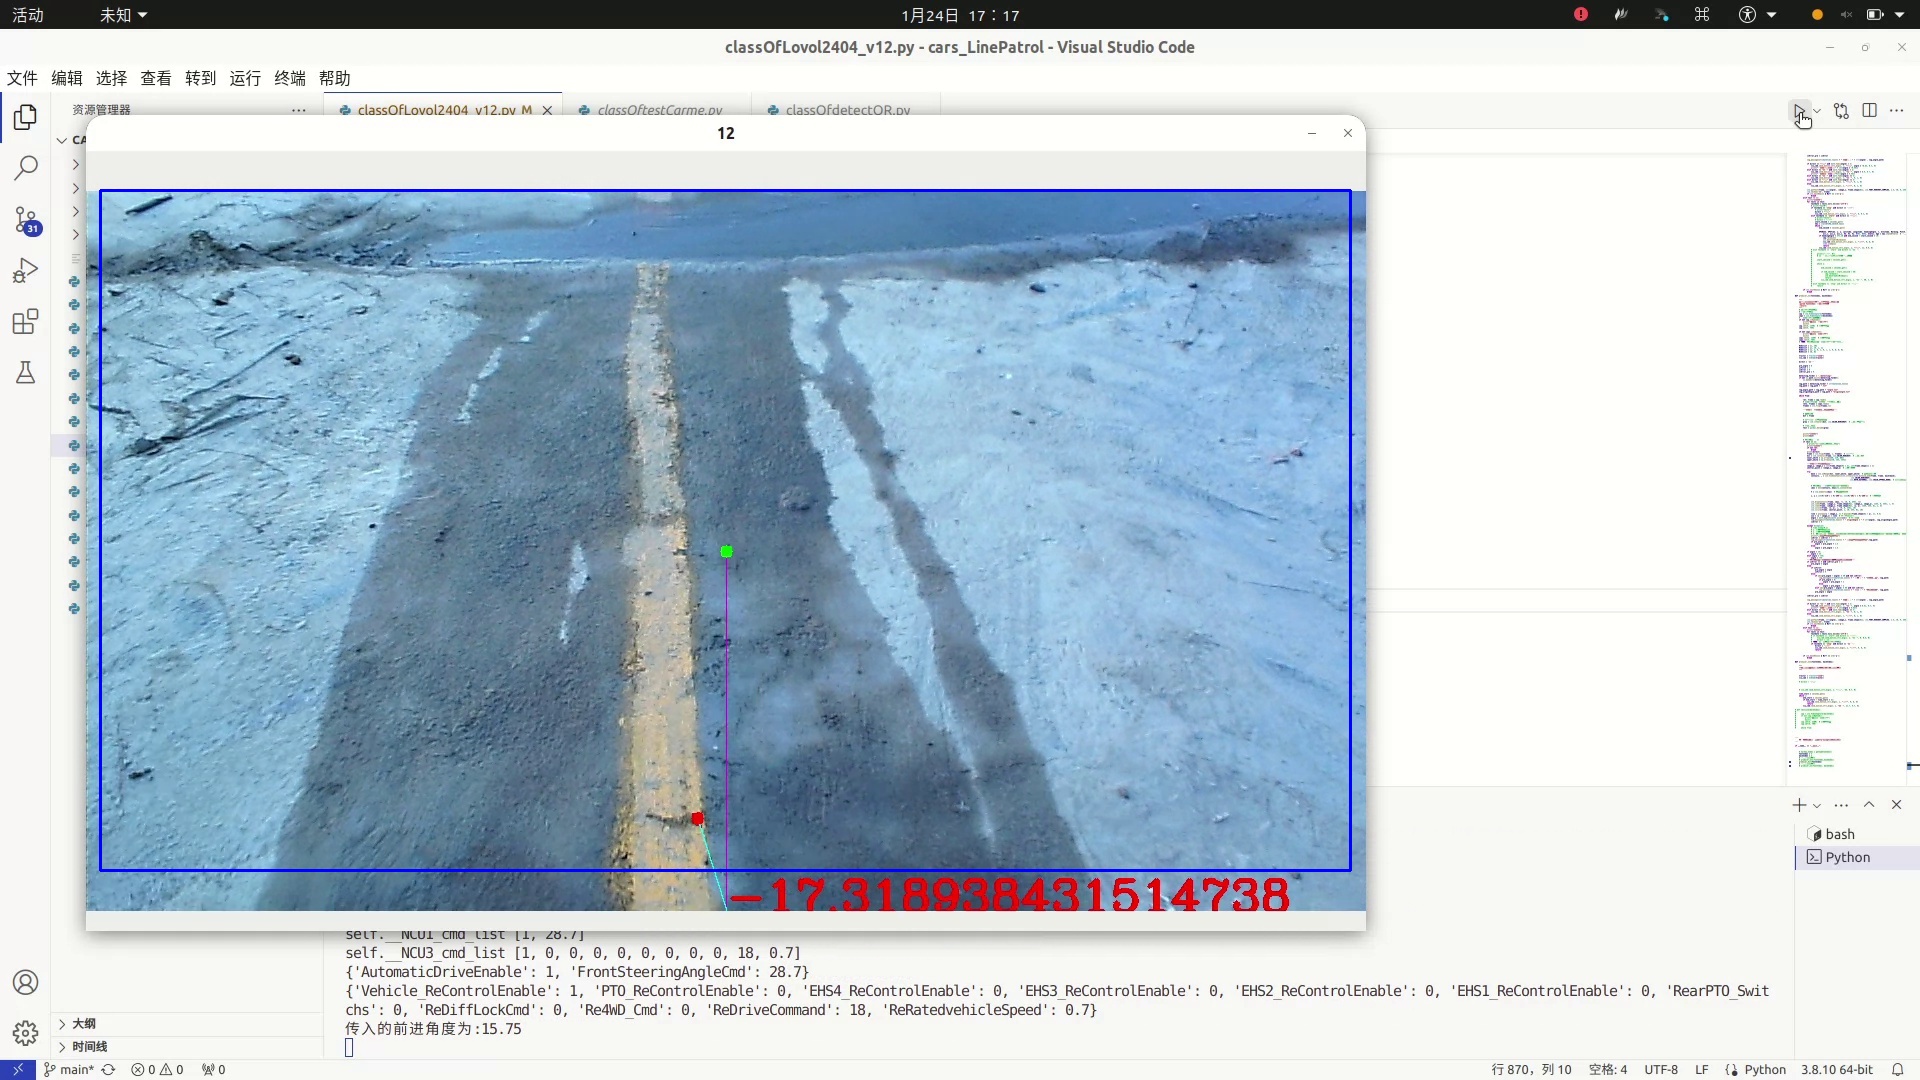 活动
未知
1月24日 17：17
classOfLovol2404_v12.py - cars_LinePatrol - Visual Studio Code
文件 编辑 选择 查看 转到 运行 终端 帮助
资源管理器
classOfLovol2404_v12.py M
classOftestCarme.py
classOfdetectQR.py
CA
12
31
-17.318938431514738
bash
Python
self.__NCU1_cmd_list [1, 28.7]
self.__NCU3_cmd_list [1, 0, 0, 0, 0, 0, 0, 0, 0, 18, 0.7]
{'AutomaticDriveEnable': 1, 'FrontSteeringAngleCmd': 28.7}
{'Vehicle_ReControlEnable': 1, 'PTO_ReControlEnable': 0, 'EHS4_ReControlEnable': 0, 'EHS3_ReControlEnable': 0, 'EHS2_ReControlEnable': 0, 'EHS1_ReControlEnable': 0, 'RearPTO_Swit
chs': 0, 'ReDiffLockCmd': 0, 'Re4WD_Cmd': 0, 'ReDriveCommand': 18, 'ReRatedvehicleSpeed': 0.7}
传入的前进角度为:15.75
大纲
时间线
main* 0 0 0
行 870，列 10 空格: 4 UTF-8 LF Python 3.8.10 64-bit